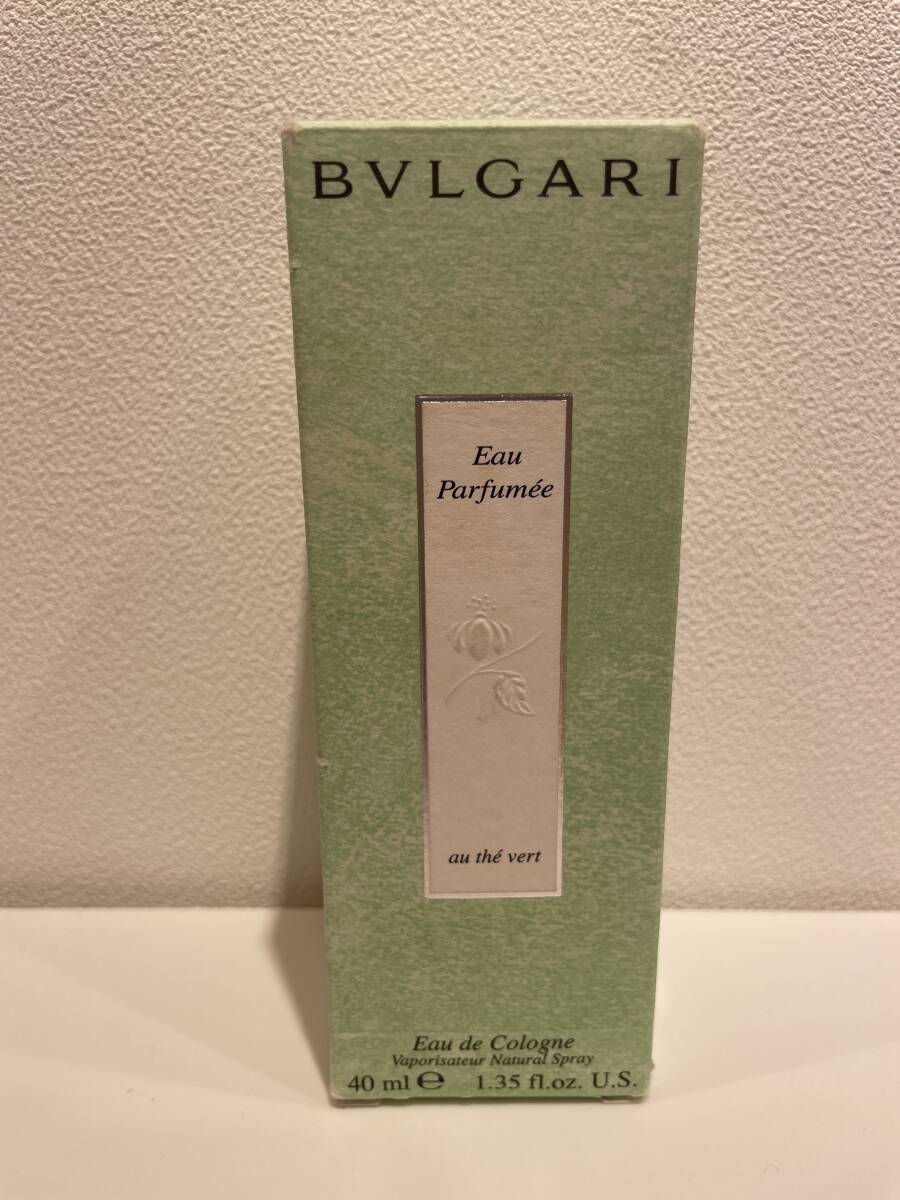 BVLGARI
Eau
Parfumée
au thé vert
Eau de Cologne
Vaporisateur Natural Spray
40 ml ℮ 1.35 fl.oz. U.S.